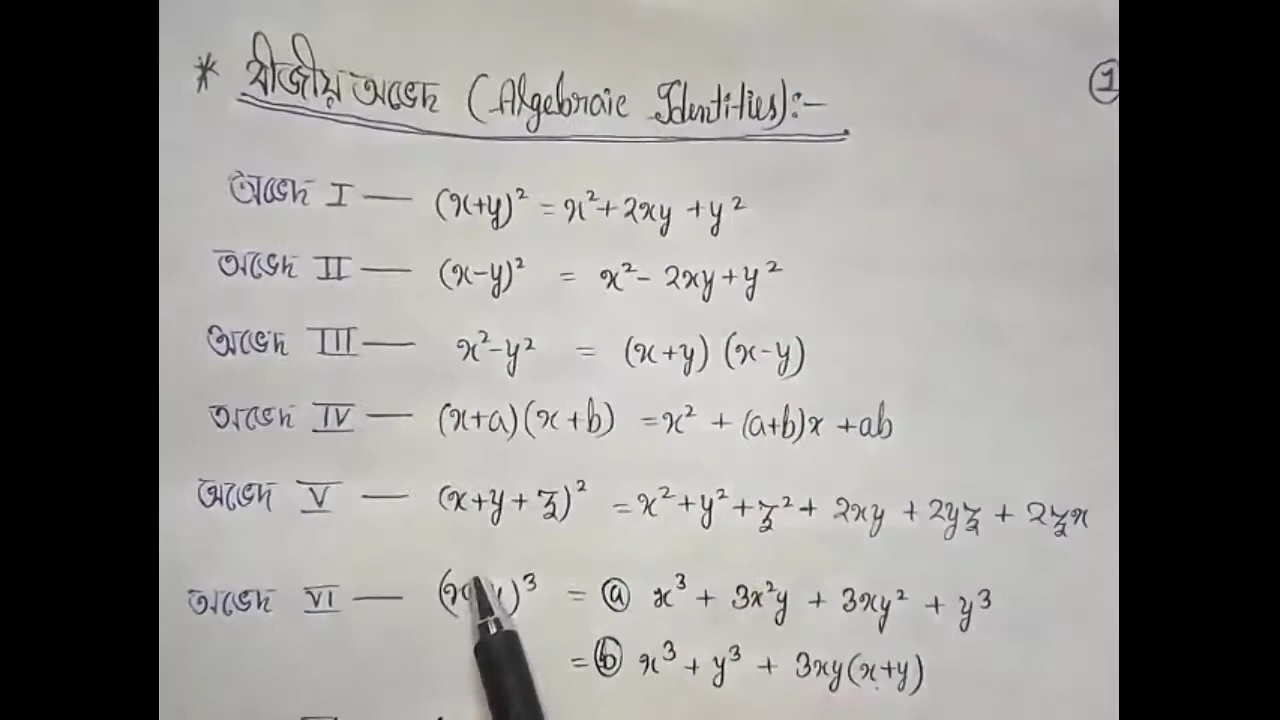 * বীজীয় অভেদ (Algebraic Identities):-
1
অভেদ I — (x+y)² = x² + 2xy + y²
অভেদ II — (x-y)² = x² - 2xy + y²
অভেদ III — x² - y² = (x+y) (x-y)
অভেদ IV — (x+a)(x+b) = x² + (a+b)x + ab
অভেদ V — (x+y+z)² = x² + y² + z² + 2xy + 2yz + 2zx
অভেদ VI — ( )³ = ⓐ x³ + 3x²y + 3xy² + y³
= ⓑ x³ + y³ + 3xy(x+y)